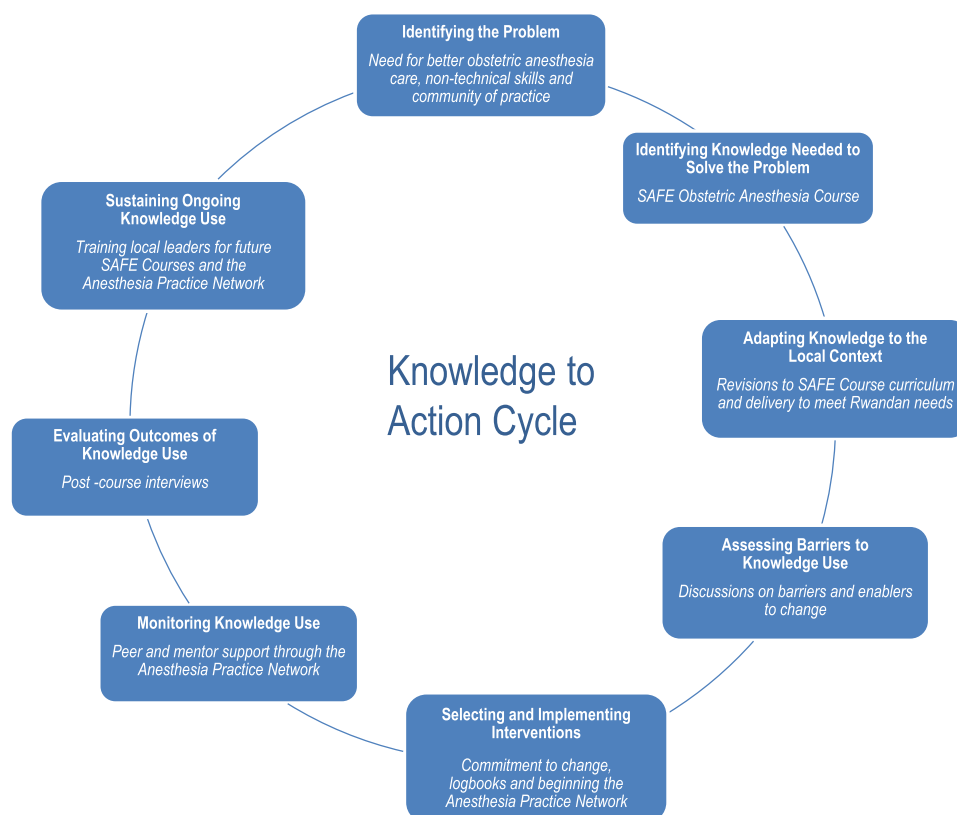 Identifying the Problem
Need for better obstetric anesthesia
care, non-technical skills and
community of practice
Identifying Knowledge Needed to
Solve the Problem
SAFE Obstetric Anesthesia Course
Adapting Knowledge to the
Local Context
Revisions to SAFE Course curriculum
and delivery to meet Rwandan needs
Assessing Barriers to
Knowledge Use
Discussions on barriers and enablers
to change
Selecting and Implementing
Interventions
Commitment to change,
logbooks and beginning the
Anesthesia Practice Network
Monitoring Knowledge Use
Peer and mentor support through the
Anesthesia Practice Network
Evaluating Outcomes of
Knowledge Use
Post -course interviews
Sustaining Ongoing
Knowledge Use
Training local leaders for future
SAFE Courses and the
Anesthesia Practice Network
Knowledge to
Action Cycle